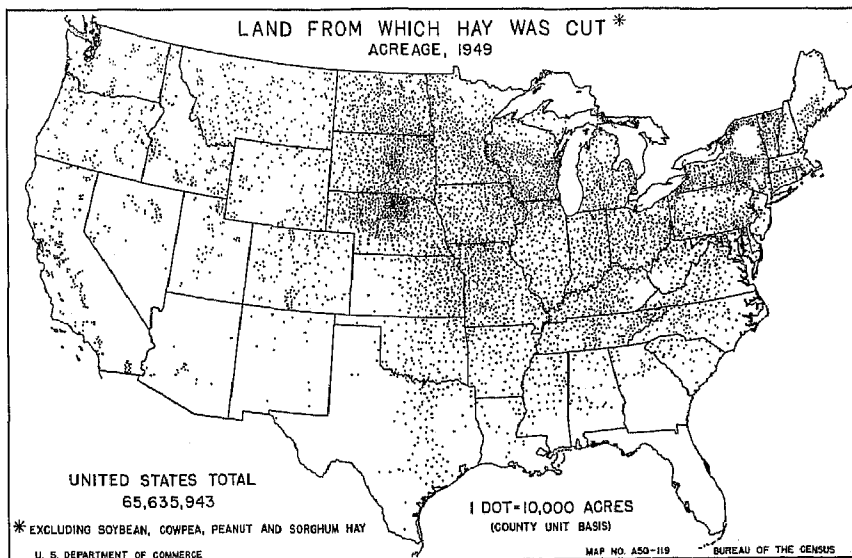 LAND FROM WHICH HAY WAS CUT *
ACREAGE, 1949
UNITED STATES TOTAL
65,635,943
1 DOT=10,000 ACRES
(COUNTY UNIT BASIS)
* EXCLUDING SOYBEAN, COWPEA, PEANUT AND SORGHUM HAY
U. S. DEPARTMENT OF COMMERCE
MAP NO. A50-119
BUREAU OF THE CENSUS